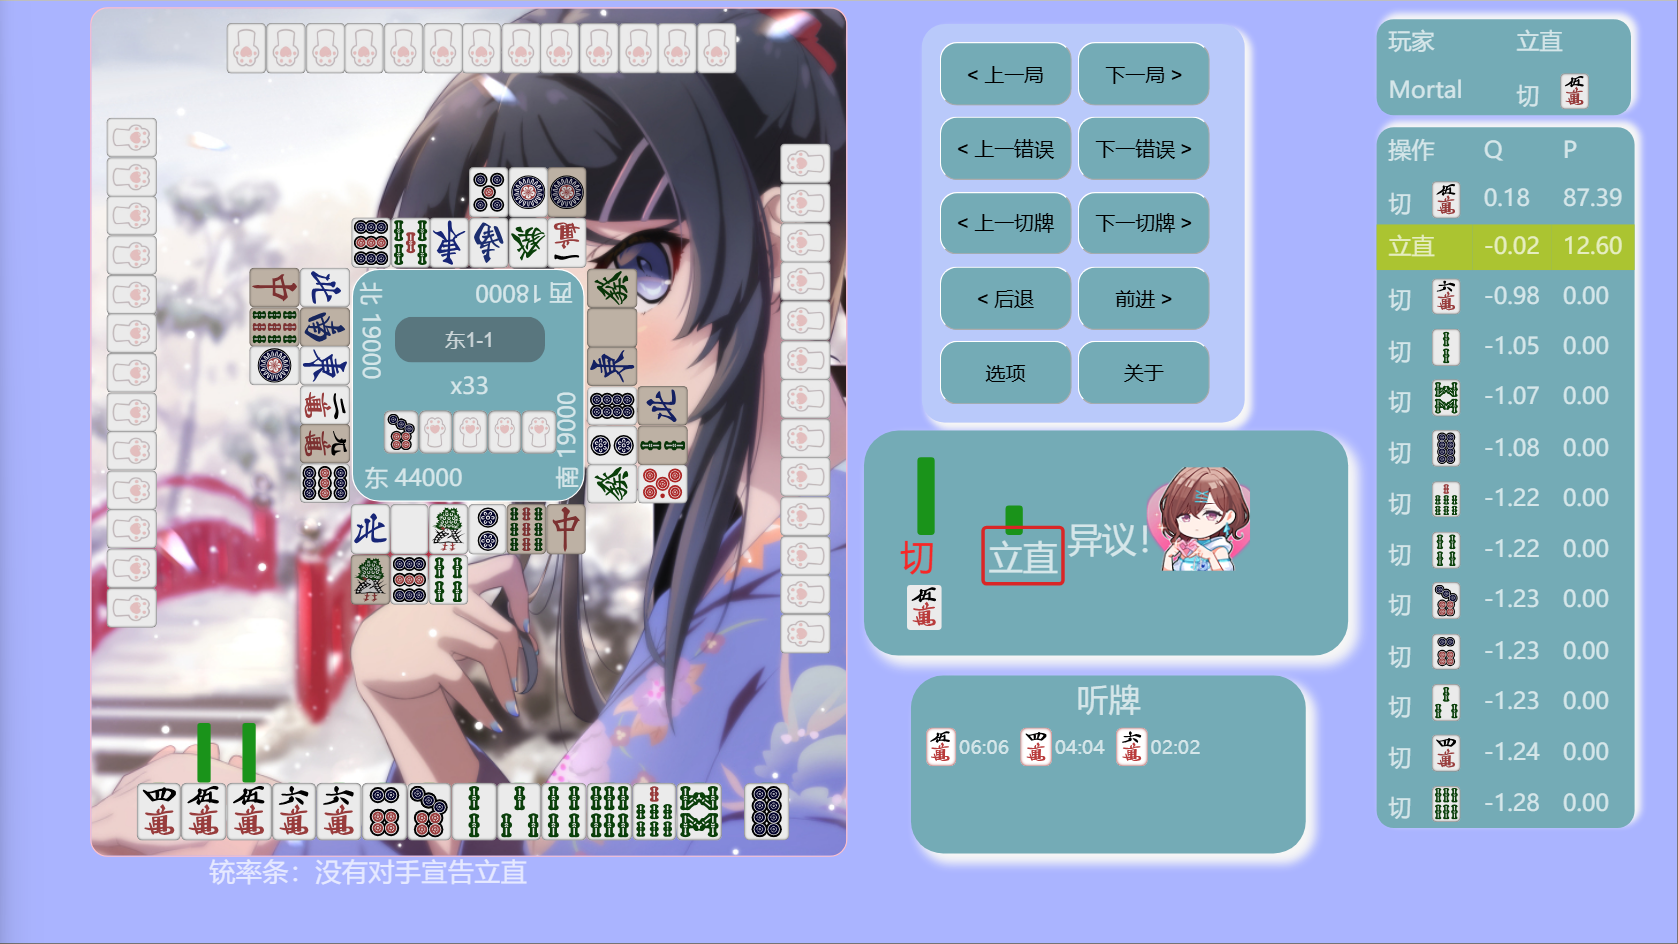 西 18000
北 19000
东1-1
x33
南 19000
东 44000
铳率条：没有对手宣告立直
< 上一局
下一局 >
< 上一错误
下一错误 >
< 上一切牌
下一切牌 >
< 后退
前进 >
选项
关于
切
立直
异议!
听牌
06:06
04:04
02:02
玩家 立直
Mortal 切
操作 Q P
切 0.18 87.39
立直 -0.02 12.60
切 -0.98 0.00
切 -1.05 0.00
切 -1.07 0.00
切 -1.08 0.00
切 -1.22 0.00
切 -1.22 0.00
切 -1.23 0.00
切 -1.23 0.00
切 -1.23 0.00
切 -1.24 0.00
切 -1.28 0.00